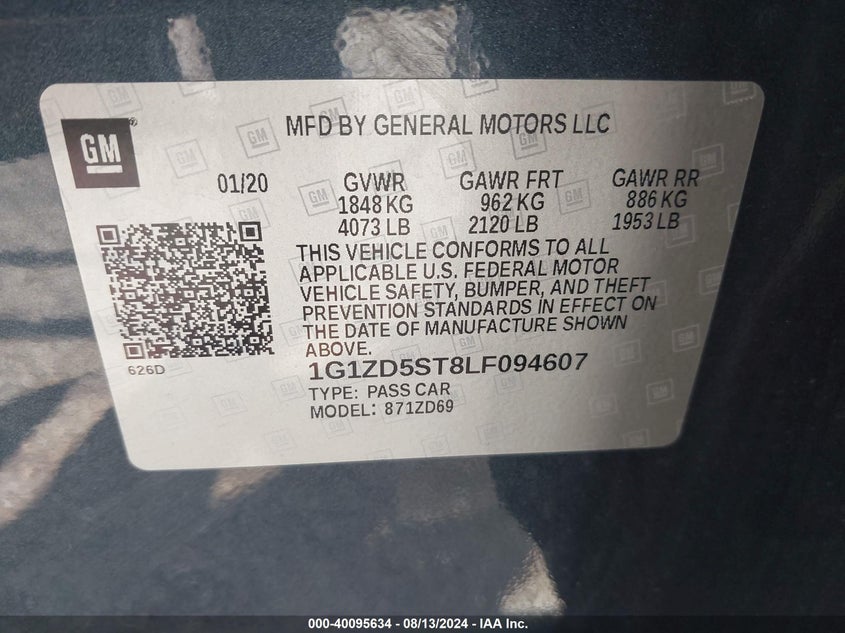 GM
MFD BY GENERAL MOTORS LLC
01/20 GVWR GAWR FRT GAWR RR
1848 KG 962 KG 886 KG
4073 LB 2120 LB 1953 LB
THIS VEHICLE CONFORMS TO ALL
APPLICABLE U.S. FEDERAL MOTOR
VEHICLE SAFETY, BUMPER, AND THEFT
PREVENTION STANDARDS IN EFFECT ON
THE DATE OF MANUFACTURE SHOWN
ABOVE.
626D
1G1ZD5ST8LF094607
TYPE: PASS CAR
MODEL: 871ZD69
000-40095634 - 08/13/2024 - IAA Inc.